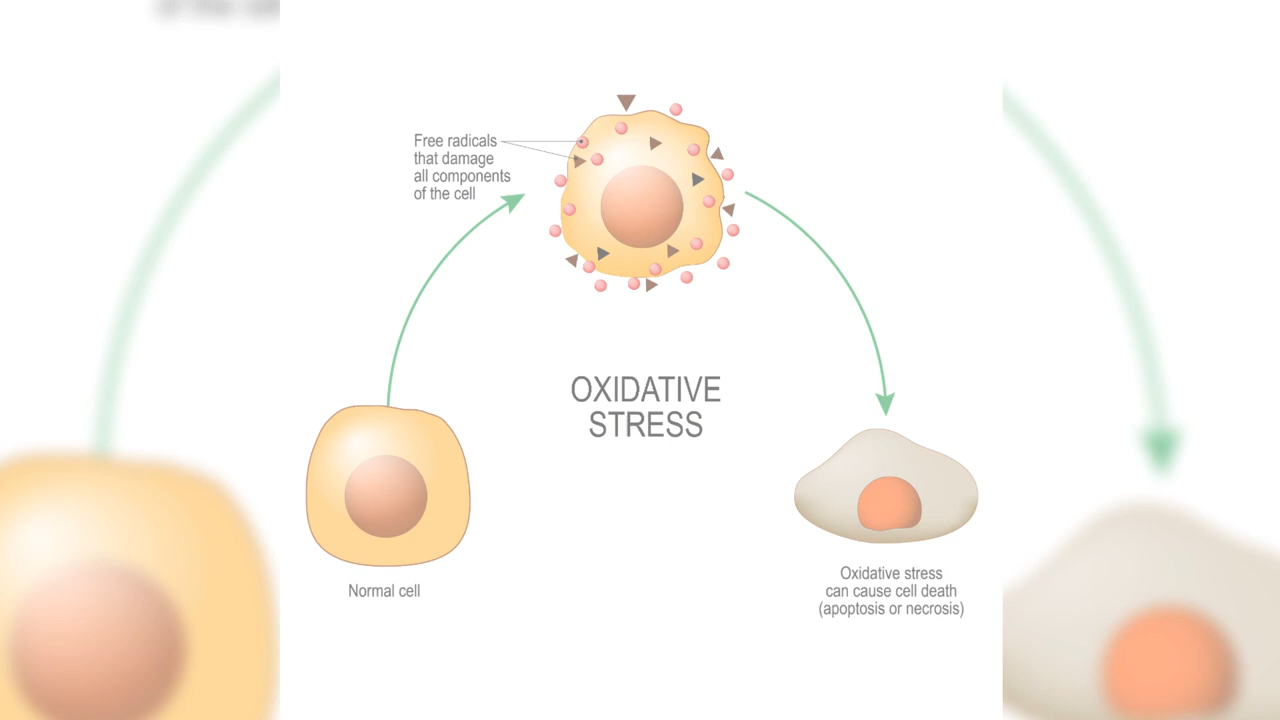 Free radicals
that damage
all components
of the cell
OXIDATIVE
STRESS
Normal cell
Oxidative stress
can cause cell death
(apoptosis or necrosis)